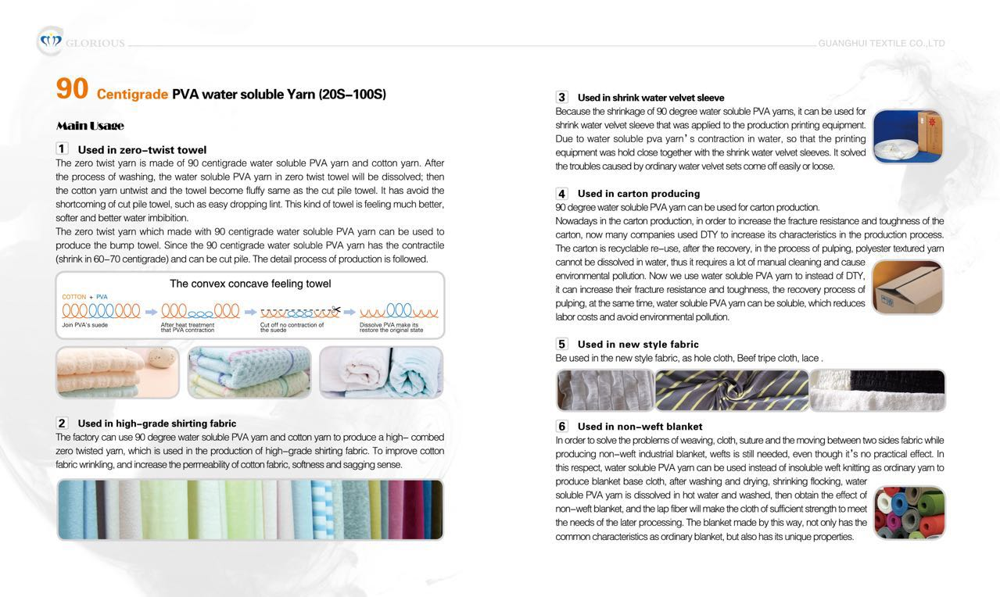 GLORIOUS
GUANGHUI TEXTILE CO.,LTD
90 Centigrade PVA water soluble Yarn (20S-100S)
Main Usage
1 Used in zero-twist towel
The zero twist yarn is made of 90 centigrade water soluble PVA yarn and cotton yarn. After
the process of washing, the water soluble PVA yarn in zero twist towel will be dissolved; then
the cotton yarn untwist and the towel become fluffy same as the cut pile towel. It has avoid the
shortcoming of cut pile towel, such as easy dropping lint. This kind of towel is feeling much better,
softer and better water imbibition.
The zero twist yarn which made with 90 centigrade water soluble PVA yarn can be used to
produce the bump towel. Since the 90 centigrade water soluble PVA yarn has the contractile
(shrink in 60-70 centigrade) and can be cut pile. The detail process of production is followed.
The convex concave feeling towel
COTTON + PVA
Join PVA's suede
After heat treatment
that PVA contraction
Cut off no contraction of
the suede
Dissolve PVA make its
restore the original state
2 Used in high-grade shirting fabric
The factory can use 90 degree water soluble PVA yarn and cotton yarn to produce a high- combed
zero twisted yarn, which is used in the production of high-grade shirting fabric. To improve cotton
fabric wrinkling, and increase the permeability of cotton fabric, softness and sagging sense.
3 Used in shrink water velvet sleeve
Because the shrinkage of 90 degree water soluble PVA yarns, it can be used for
shrink water velvet sleeve that was applied to the production printing equipment.
Due to water soluble pva yarn's contraction in water, so that the printing
equipment was hold close together with the shrink water velvet sleeves. It solved
the troubles caused by ordinary water velvet sets come off easily or loose.
4 Used in carton producing
90 degree water soluble PVA yarn can be used for carton production.
Nowadays in the carton production, in order to increase the fracture resistance and toughness of the
carton, now many companies used DTY to increase its characteristics in the production process.
The carton is recyclable re-use, after the recovery, in the process of pulping, polyester textured yarn
cannot be dissolved in water, thus it requires a lot of manual cleaning and cause
environmental pollution. Now we use water soluble PVA yarn to instead of DTY,
it can increase their fracture resistance and toughness, the recovery process of
pulping, at the same time, water soluble PVA yarn can be soluble, which reduces
labor costs and avoid environmental pollution.
5 Used in new style fabric
Be used in the new style fabric, as hole cloth, Beef tripe cloth, lace .
6 Used in non-weft blanket
In order to solve the problems of weaving, cloth, suture and the moving between two sides fabric while
producing non-weft industrial blanket, wefts is still needed, even though it's no practical effect. In
this respect, water soluble PVA yarn can be used instead of insoluble weft knitting as ordinary yarn to
produce blanket base cloth, after washing and drying, shrinking flocking, water
soluble PVA yarn is dissolved in hot water and washed, then obtain the effect of
non-weft blanket, and the lap fiber will make the cloth of sufficient strength to meet
the needs of the later processing. The blanket made by this way, not only has the
common characteristics as ordinary blanket, but also has its unique properties.